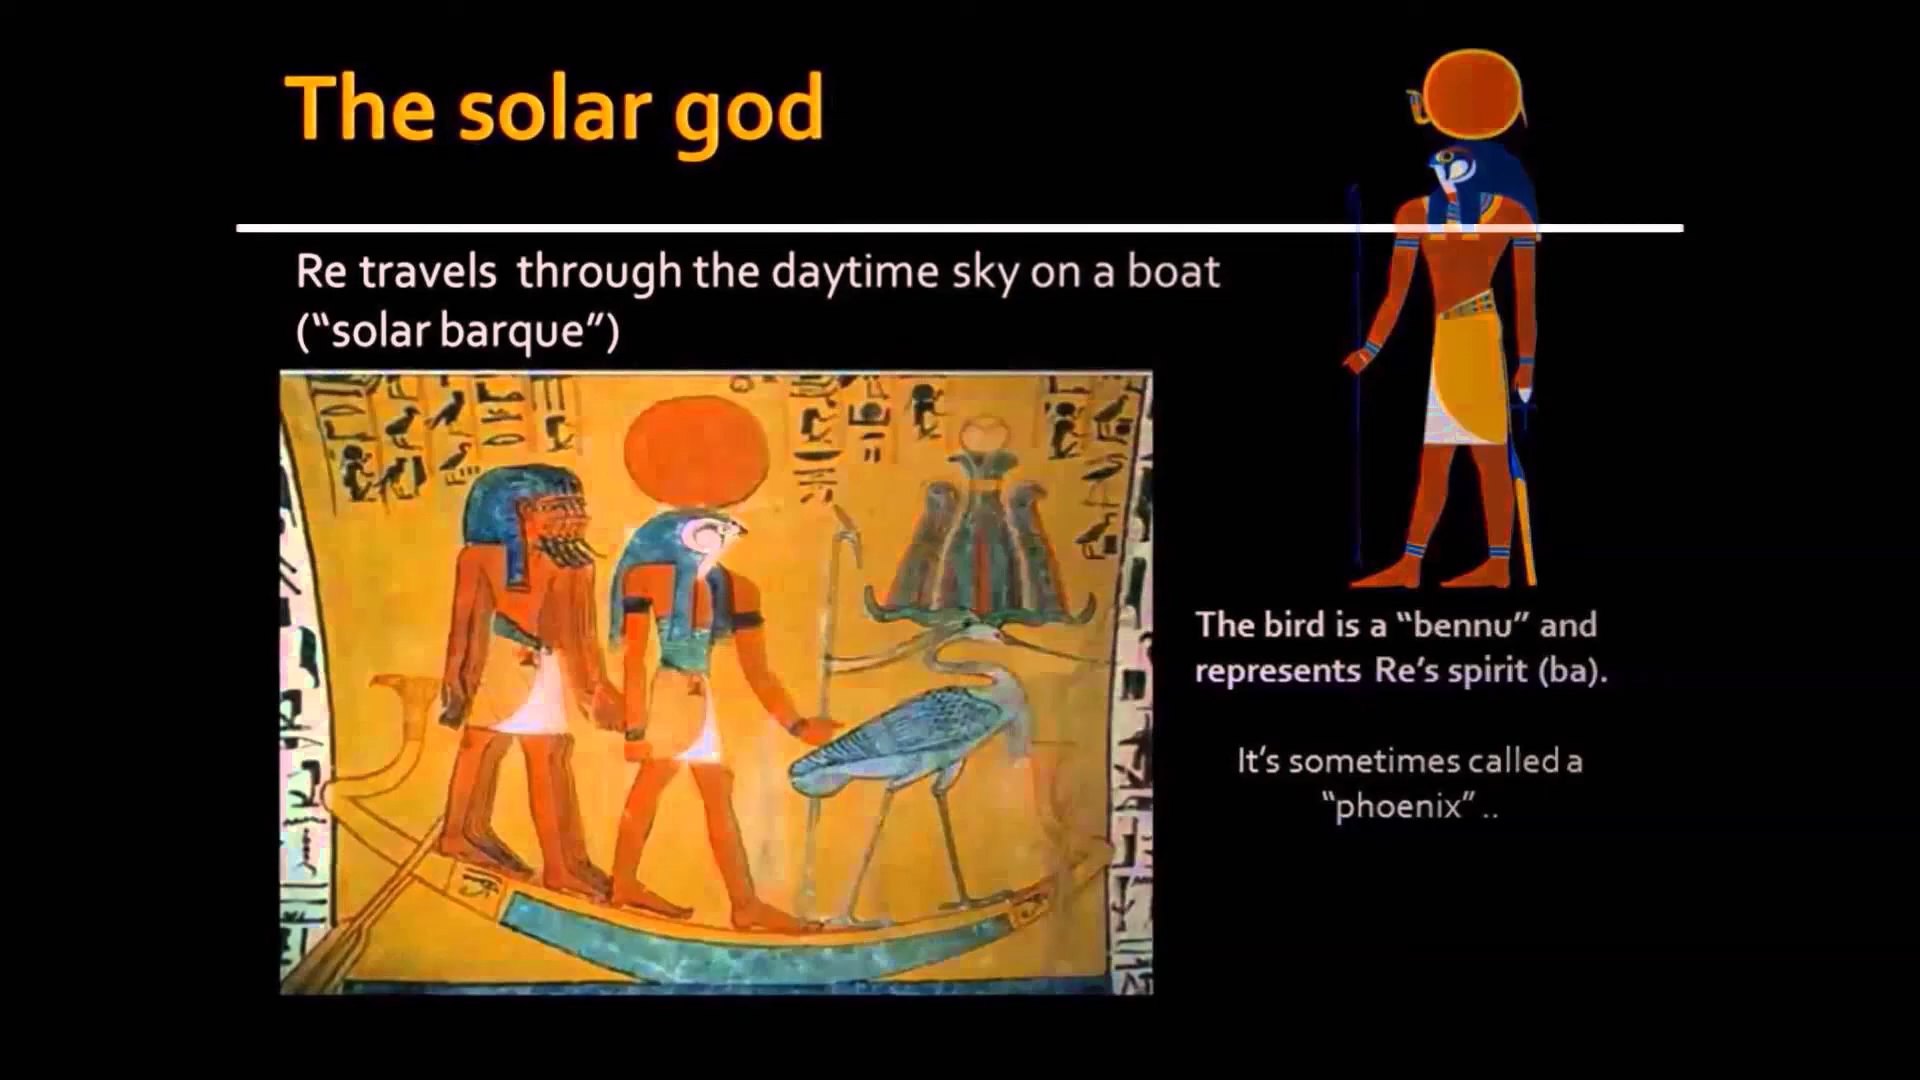 The solar god
Re travels through the daytime sky on a boat
(“solar barque”)
The bird is a “bennu” and
represents Re’s spirit (ba).
It’s sometimes called a
“phoenix” ..